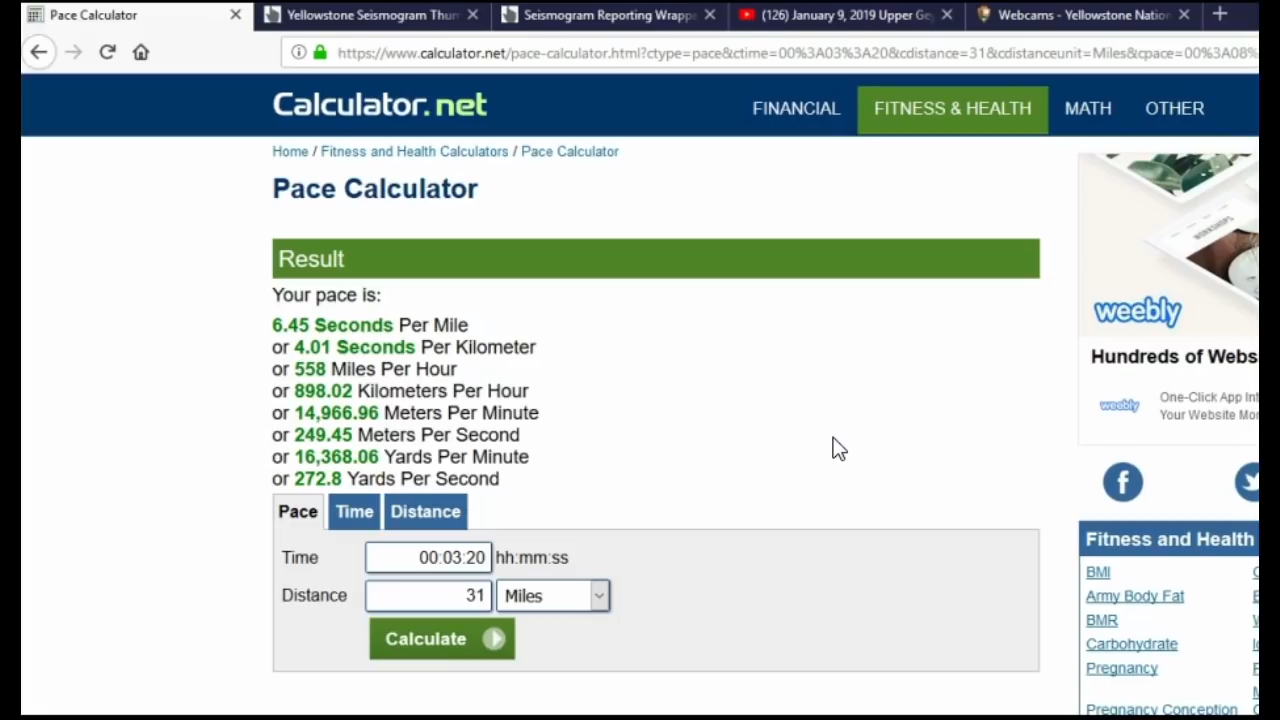 Pace Calculator
Yellowstone Seismogram Thum
Seismogram Reporting Wrappe
(126) January 9, 2019 Upper Ge
Webcams - Yellowstone Nation
https://www.calculator.net/pace-calculator.html?ctype=pace&ctime=00%3A03%3A20&cdistance=31&cdistanceunit=Miles&cpace=00%3A08%
Calculator.net
FINANCIAL
FITNESS & HEALTH
MATH
OTHER
Home / Fitness and Health Calculators / Pace Calculator
Pace Calculator
Result
Your pace is:
6.45 Seconds Per Mile
or 4.01 Seconds Per Kilometer
or 558 Miles Per Hour
or 898.02 Kilometers Per Hour
or 14,966.96 Meters Per Minute
or 249.45 Meters Per Second
or 16,368.06 Yards Per Minute
or 272.8 Yards Per Second
Pace
Time
Distance
Time 00:03:20 hh:mm:ss
Distance 31 Miles
Calculate
WORKSHOPS
weebly
Hundreds of Webs
weebly
One-Click App In
Your Website Mo
f
Fitness and Health
BMI
Army Body Fat
BMR
Carbohydrate
Pregnancy
Pregnancy Conception